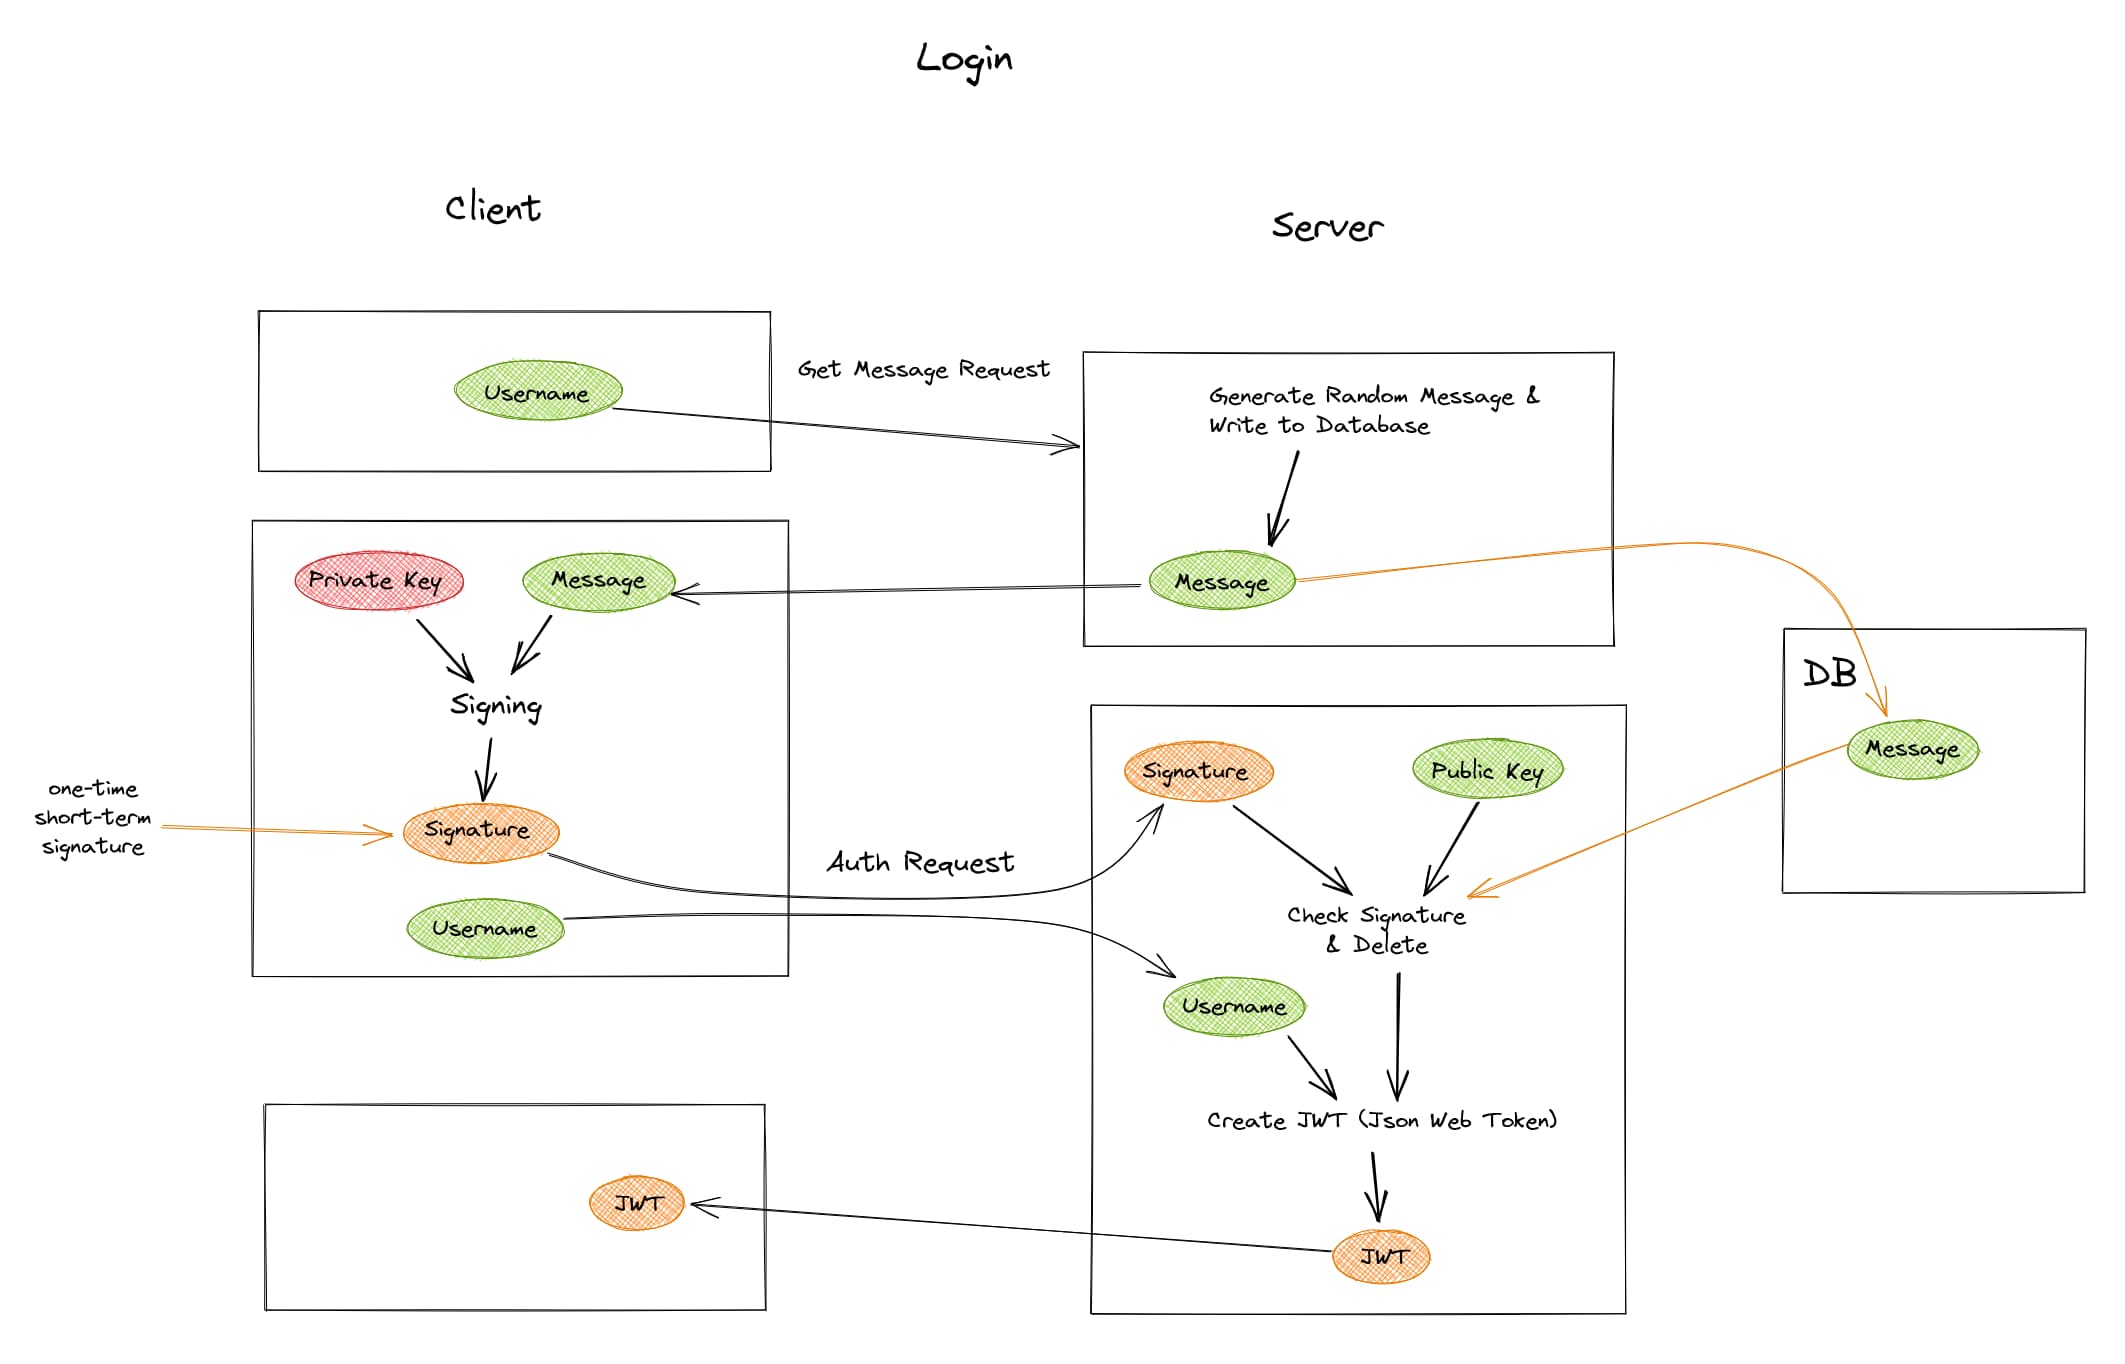 Login
Client
Server
Username
Get Message Request
Generate Random Message &
Write to Database
Private Key
Message
Message
Signing
DB
Message
Signature
Public Key
one-time
short-term
signature
Signature
Auth Request
Username
Check Signature
& Delete
Username
Create JWT (Json Web Token)
JWT
JWT